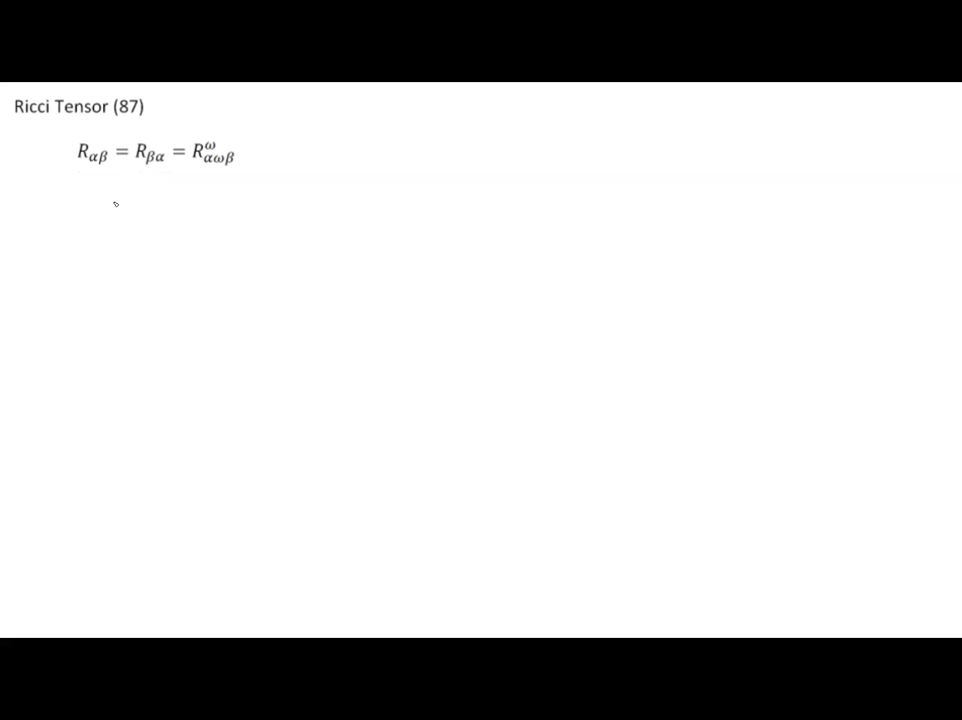 Ricci Tensor (87)
R_{αβ} = R_{βα} = R^{ω}_{αωβ}